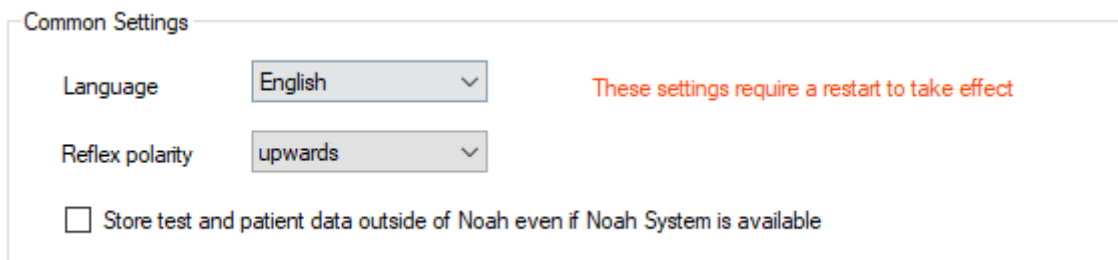 Common Settings
Language English These settings require a restart to take effect
Reflex polarity upwards
Store test and patient data outside of Noah even if Noah System is available